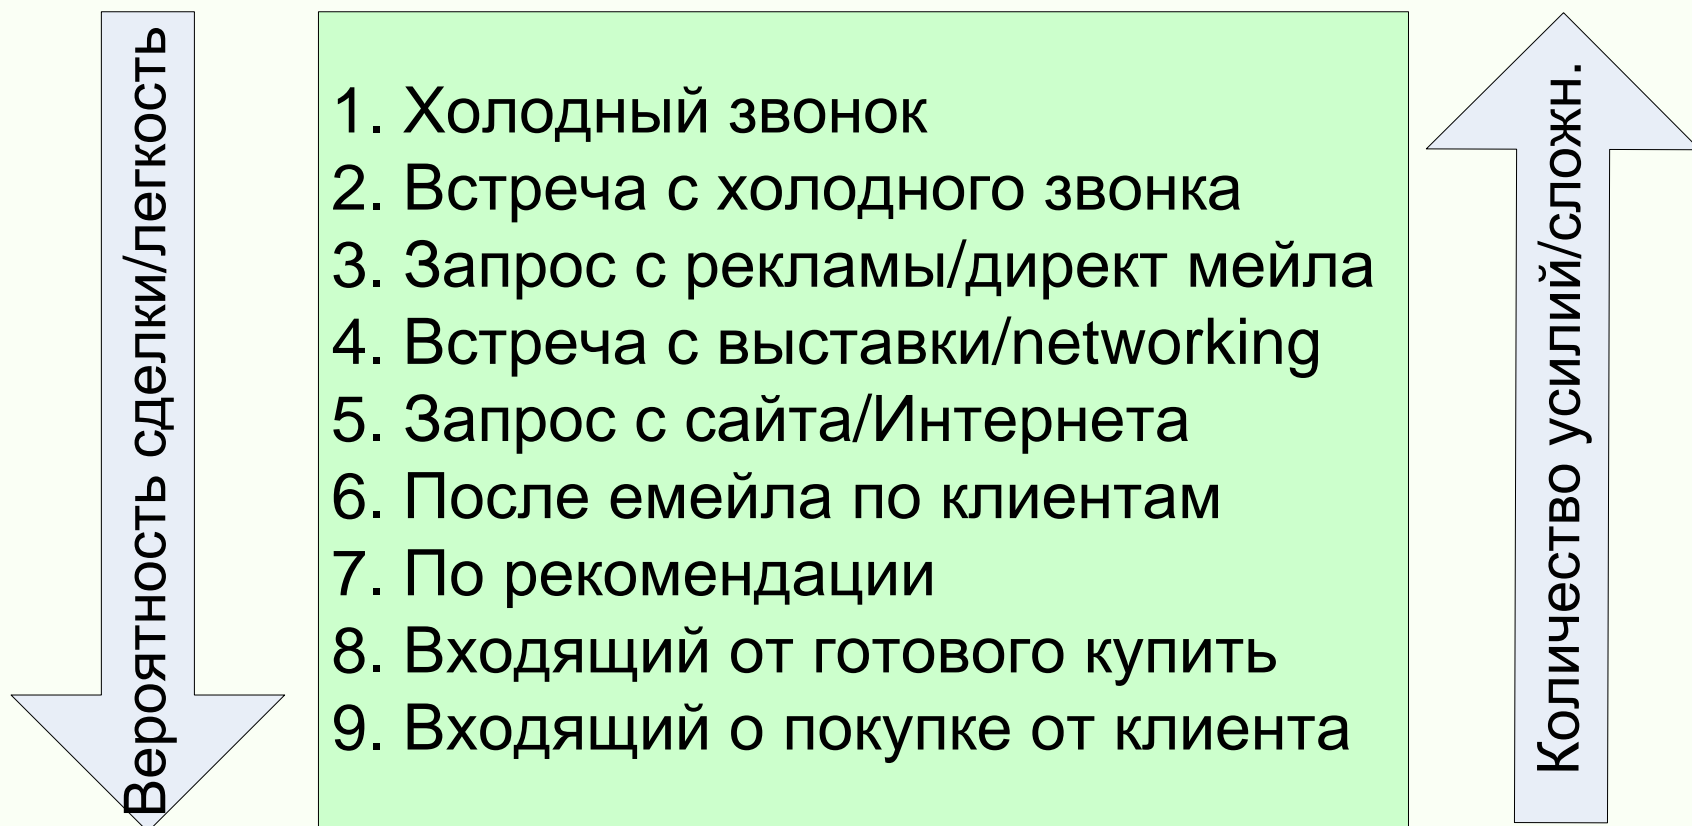 Вероятность сделки/легкость
1. Холодный звонок
2. Встреча с холодного звонка
3. Запрос с рекламы/директ мейла
4. Встреча с выставки/networking
5. Запрос с сайта/Интернета
6. После емейла по клиентам
7. По рекомендации
8. Входящий от готового купить
9. Входящий о покупке от клиента
Количество усилий/сложн.